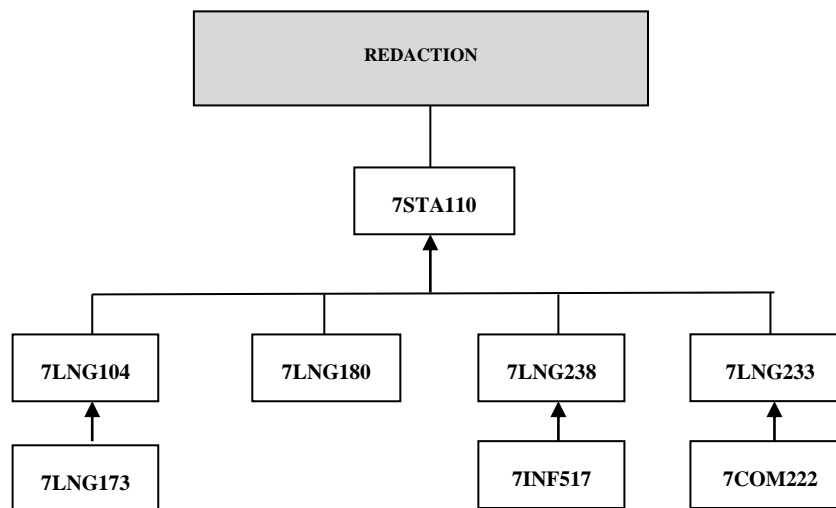 REDACTION
7STA110
7LNG104
7LNG180
7LNG238
7LNG233
7LNG173
7INF517
7COM222